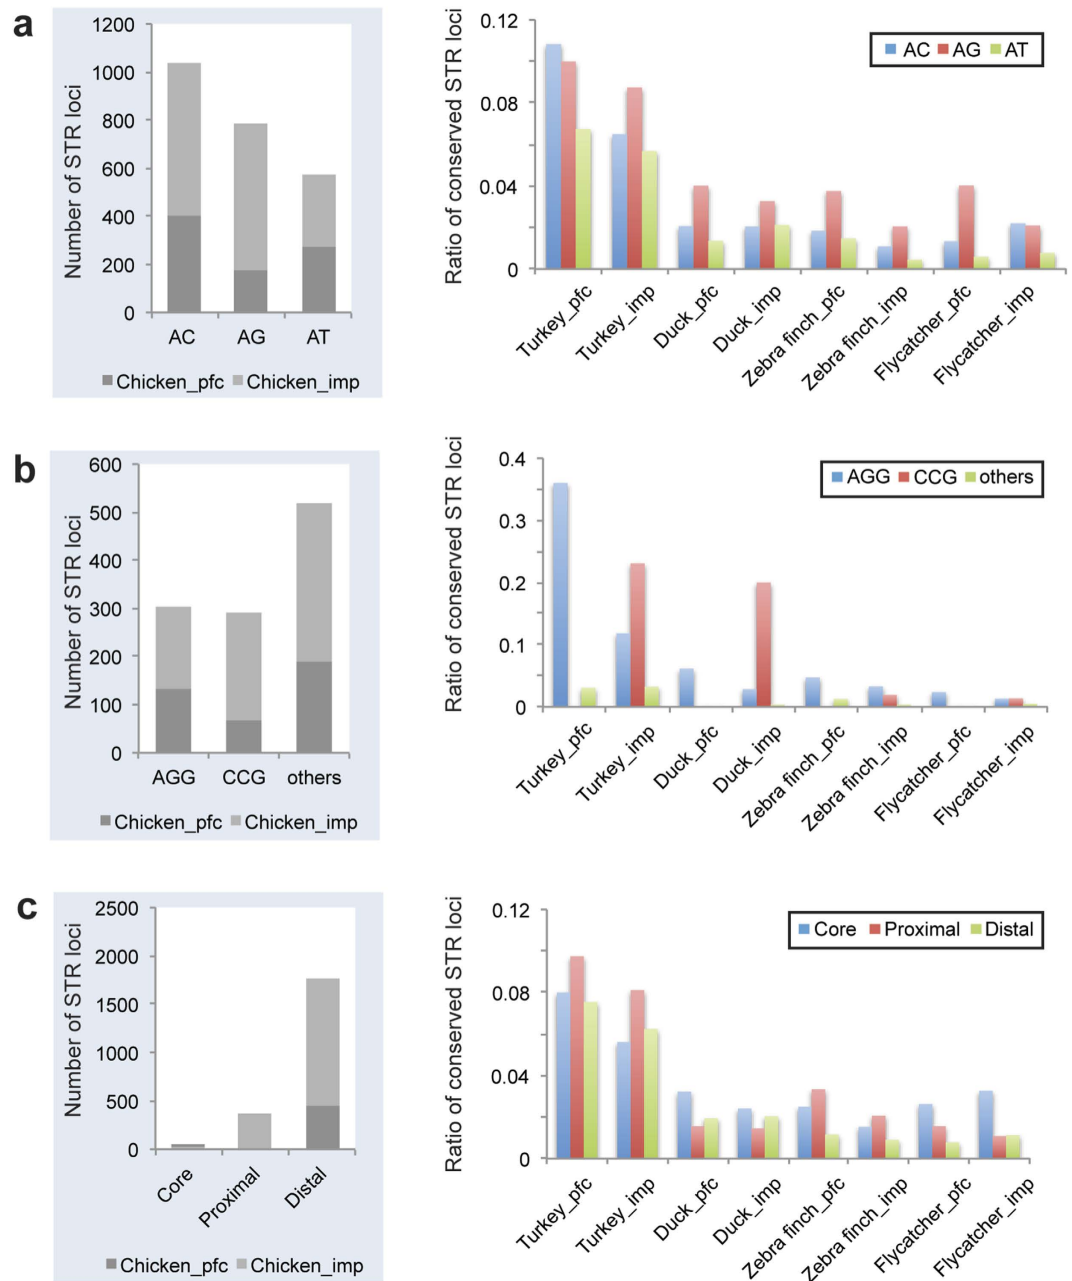 a
Number of STR loci
1200
1000
800
600
400
200
0
AC AG AT
Chicken_pfc Chicken_imp
Ratio of conserved STR loci
0.12
0.08
0.04
0
AC AG AT
Turkey_pfc
Turkey_imp
Duck_pfc
Duck_imp
Zebra finch_pfc
Zebra finch_imp
Flycatcher_pfc
Flycatcher_imp
b
Number of STR loci
600
500
400
300
200
100
0
AGG CCG others
Chicken_pfc Chicken_imp
Ratio of conserved STR loci
0.4
0.3
0.2
0.1
0
AGG CCG others
Turkey_pfc
Turkey_imp
Duck_pfc
Duck_imp
Zebra finch_pfc
Zebra finch_imp
Flycatcher_pfc
Flycatcher_imp
c
Number of STR loci
2500
2000
1500
1000
500
0
Core
Proximal
Distal
Chicken_pfc Chicken_imp
Ratio of conserved STR loci
0.12
0.08
0.04
0
Core Proximal Distal
Turkey_pfc
Turkey_imp
Duck_pfc
Duck_imp
Zebra finch_pfc
Zebra finch_imp
Flycatcher_pfc
Flycatcher_imp